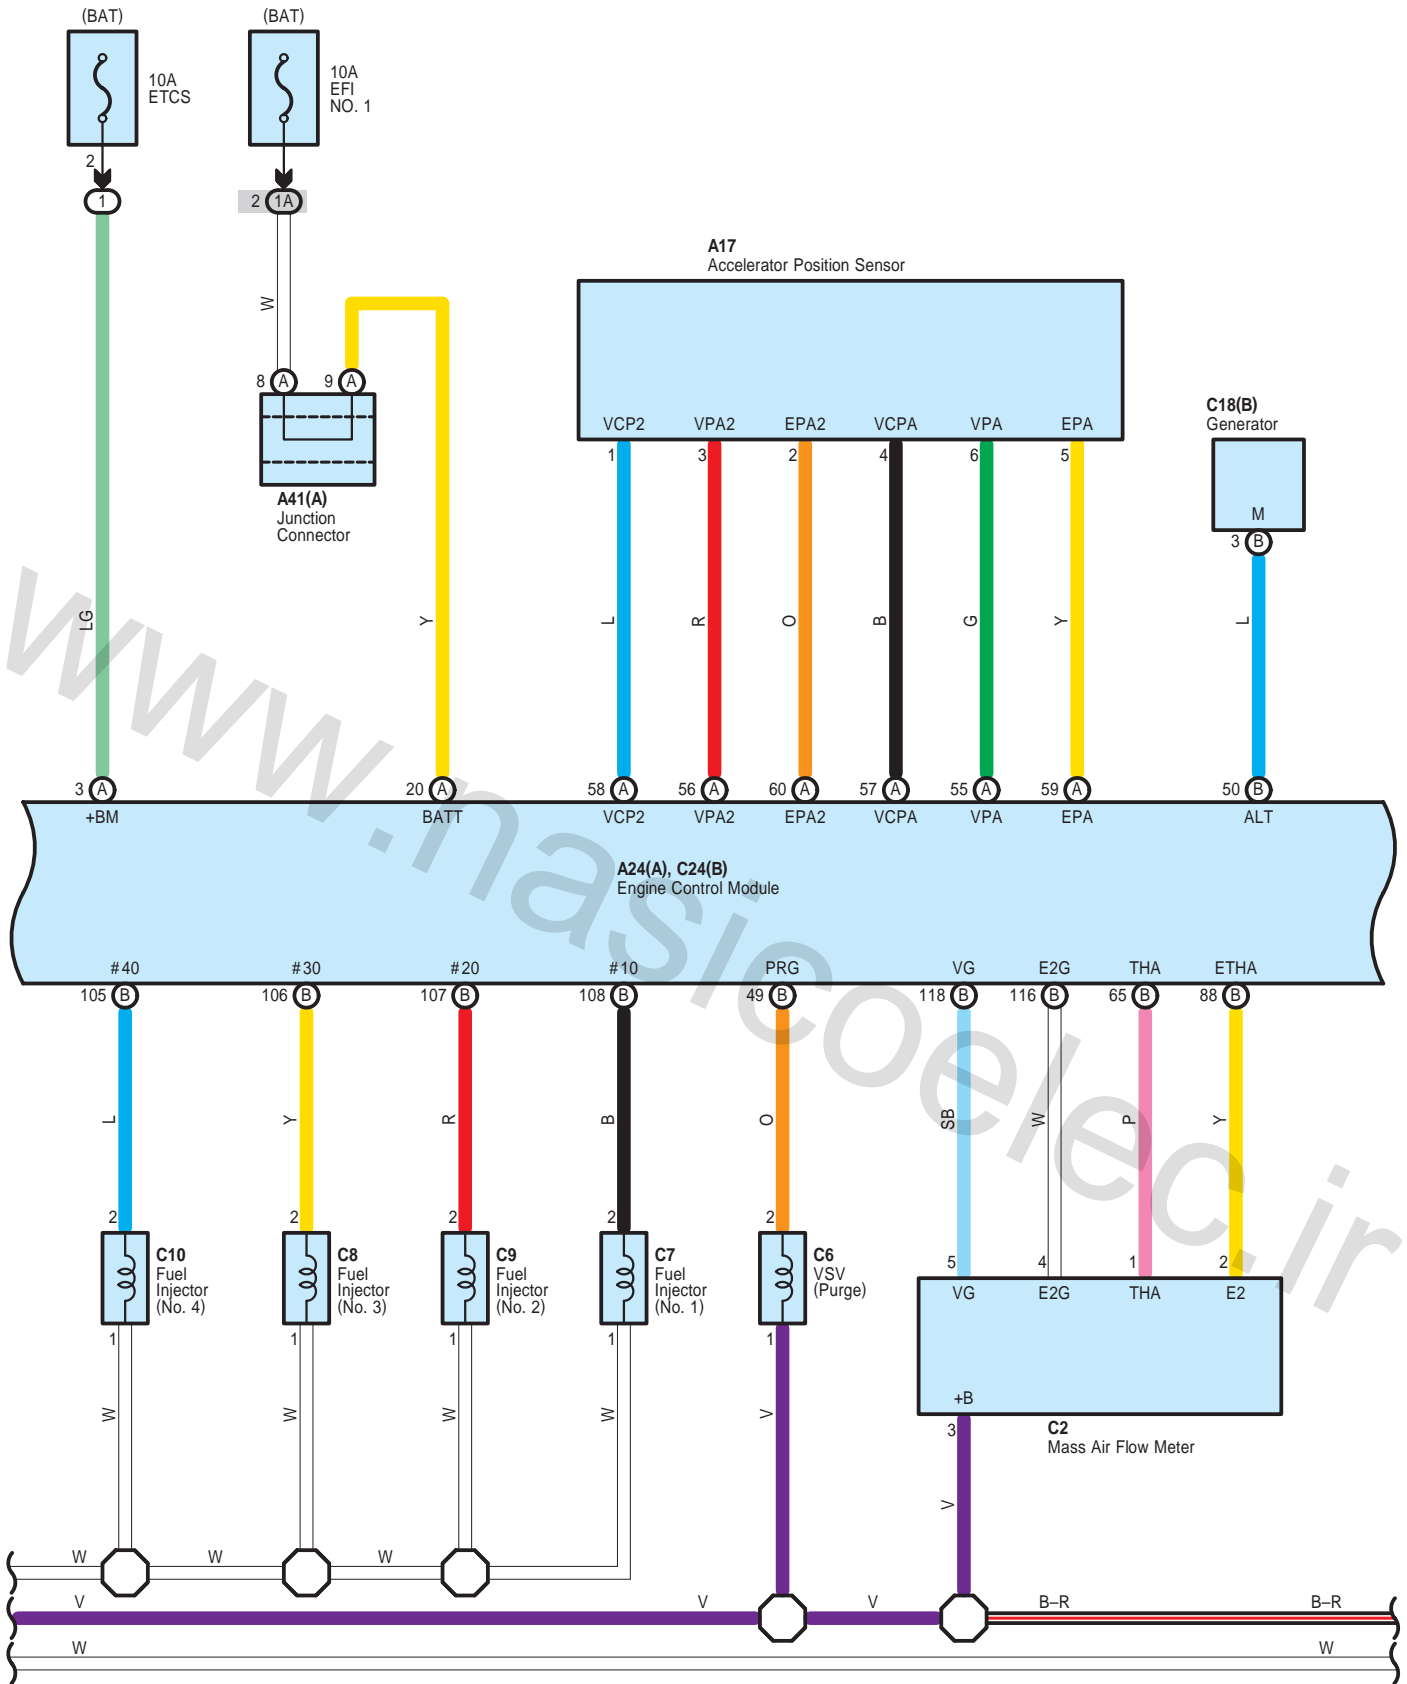 (BAT)
(BAT)
10A
ETCS
10A
EFI
NO. 1
2
1
2 1A
W
8 A
9 A
A41(A)
Junction
Connector
LG
Y
A17
Accelerator Position Sensor
VCP2 VPA2 EPA2 VCPA VPA EPA
1 3 2 4 6 5
L R O B G Y
C18(B)
Generator
M
3 B
L
3 A 20 A 58 A 56 A 60 A 57 A 55 A 59 A 50 B
+BM BATT VCP2 VPA2 EPA2 VCPA VPA EPA ALT
A24(A), C24(B)
Engine Control Module
#40 #30 #20 #10 PRG VG E2G THA ETHA
105 B 106 B 107 B 108 B 49 B 118 B 116 B 65 B 88 B
L Y R B O SB W P Y
2 2 2 2 2
C10
Fuel
Injector
(No. 4)
C8
Fuel
Injector
(No. 3)
C9
Fuel
Injector
(No. 2)
C7
Fuel
Injector
(No. 1)
C6
VSV
(Purge)
5 4 1 2
VG E2G THA E2
1 1 1 1 1
+B
3
C2
Mass Air Flow Meter
W W W W V
V
W W W
V V V B–R B–R
W W
www.nasicoelec.ir